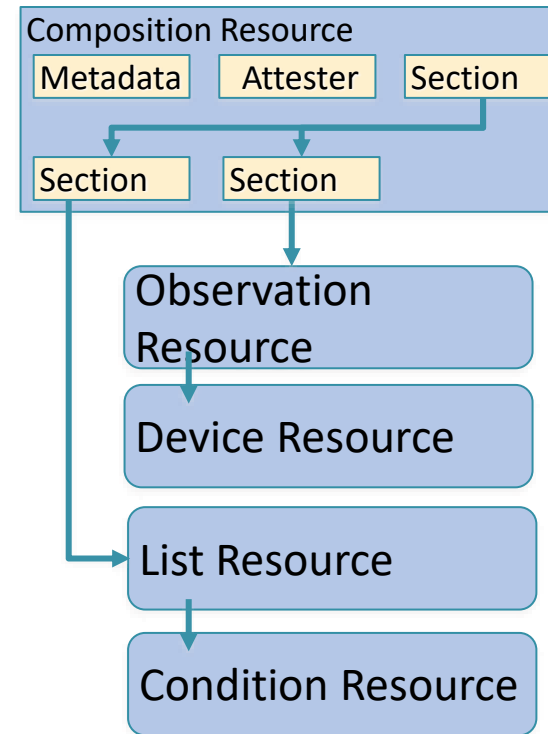 Composition Resource
Metadata Attester Section
Section Section
Observation
Resource
Device Resource
List Resource
Condition Resource